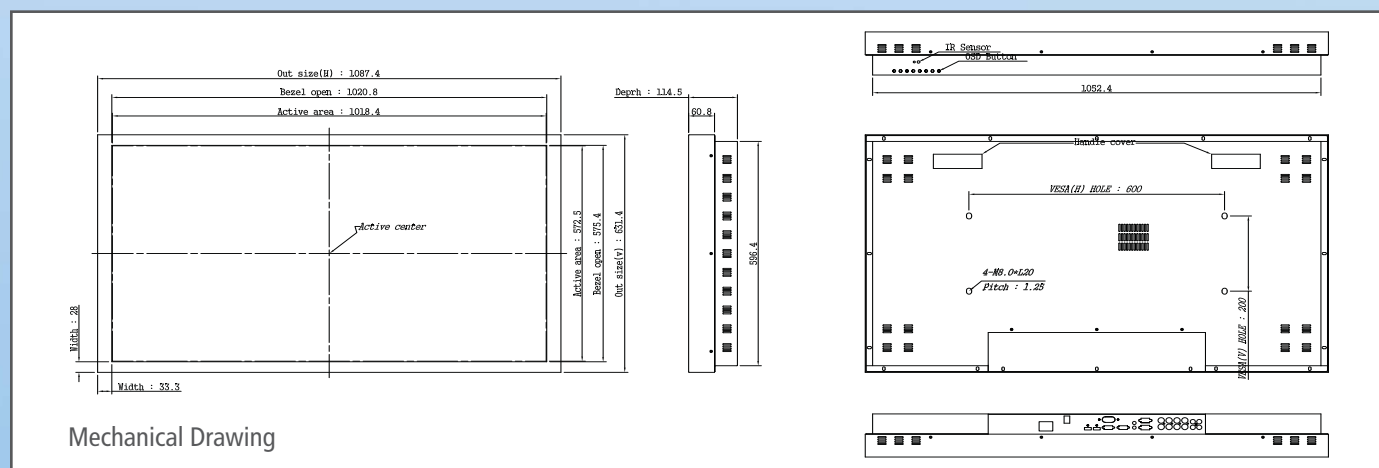 Out size(H) : 1087.4
Bezel open : 1020.8
Active area : 1018.4
Active center
Active area : 572.5
Bezel open : 575.4
Out size(v) : 631.4
Width : 28
Width : 33.3
Deprh : 114.5
60.8
596.4
IR Sensor
OSD Button
1052.4
Handle cover
VESA(H) HOLE : 600
4-M8.0*L20
Pitch : 1.25
VESA(V) HOLE : 200
Mechanical Drawing